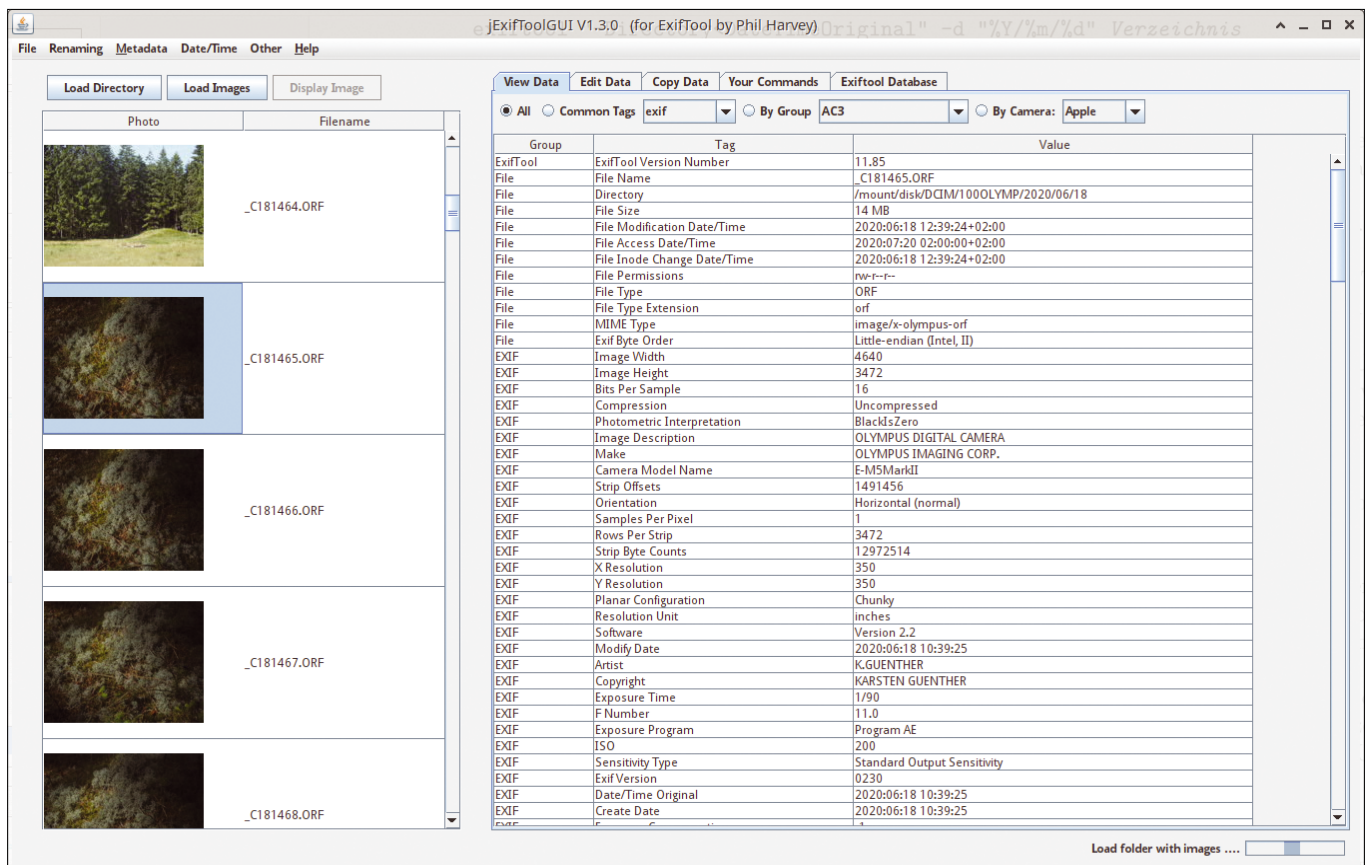 jExifToolGUI V1.3.0 (for ExifTool by Phil Harvey)
File Renaming Metadata Date/Time Other Help
Load Directory Load Images Display Image
Photo Filename
_C181464.ORF
_C181465.ORF
_C181466.ORF
_C181467.ORF
_C181468.ORF
View Data Edit Data Copy Data Your Commands Exiftool Database
All Common Tags exif By Group AC3 By Camera: Apple
Group Tag Value
ExifTool ExifTool Version Number 11.85
File File Name _C181465.ORF
File Directory /mount/disk/DCIM/100OLYMP/2020/06/18
File File Size 14 MB
File File Modification Date/Time 2020:06:18 12:39:24+02:00
File File Access Date/Time 2020:07:20 02:00:00+02:00
File File Inode Change Date/Time 2020:06:18 12:39:24+02:00
File File Permissions rw-r--r--
File File Type ORF
File File Type Extension orf
File MIME Type image/x-olympus-orf
File Exif Byte Order Little-endian (Intel, II)
EXIF Image Width 4640
EXIF Image Height 3472
EXIF Bits Per Sample 16
EXIF Compression Uncompressed
EXIF Photometric Interpretation BlackIsZero
EXIF Image Description OLYMPUS DIGITAL CAMERA
EXIF Make OLYMPUS IMAGING CORP.
EXIF Camera Model Name E-M5MarkII
EXIF Strip Offsets 1491456
EXIF Orientation Horizontal (normal)
EXIF Samples Per Pixel 1
EXIF Rows Per Strip 3472
EXIF Strip Byte Counts 12972514
EXIF X Resolution 350
EXIF Y Resolution 350
EXIF Planar Configuration Chunky
EXIF Resolution Unit inches
EXIF Software Version 2.2
EXIF Modify Date 2020:06:18 10:39:25
EXIF Artist K.GUENTHER
EXIF Copyright KARSTEN GUENTHER
EXIF Exposure Time 1/90
EXIF F Number 11.0
EXIF Exposure Program Program AE
EXIF ISO 200
EXIF Sensitivity Type Standard Output Sensitivity
EXIF Exif Version 0230
EXIF Date/Time Original 2020:06:18 10:39:25
EXIF Create Date 2020:06:18 10:39:25
Load folder with images ....